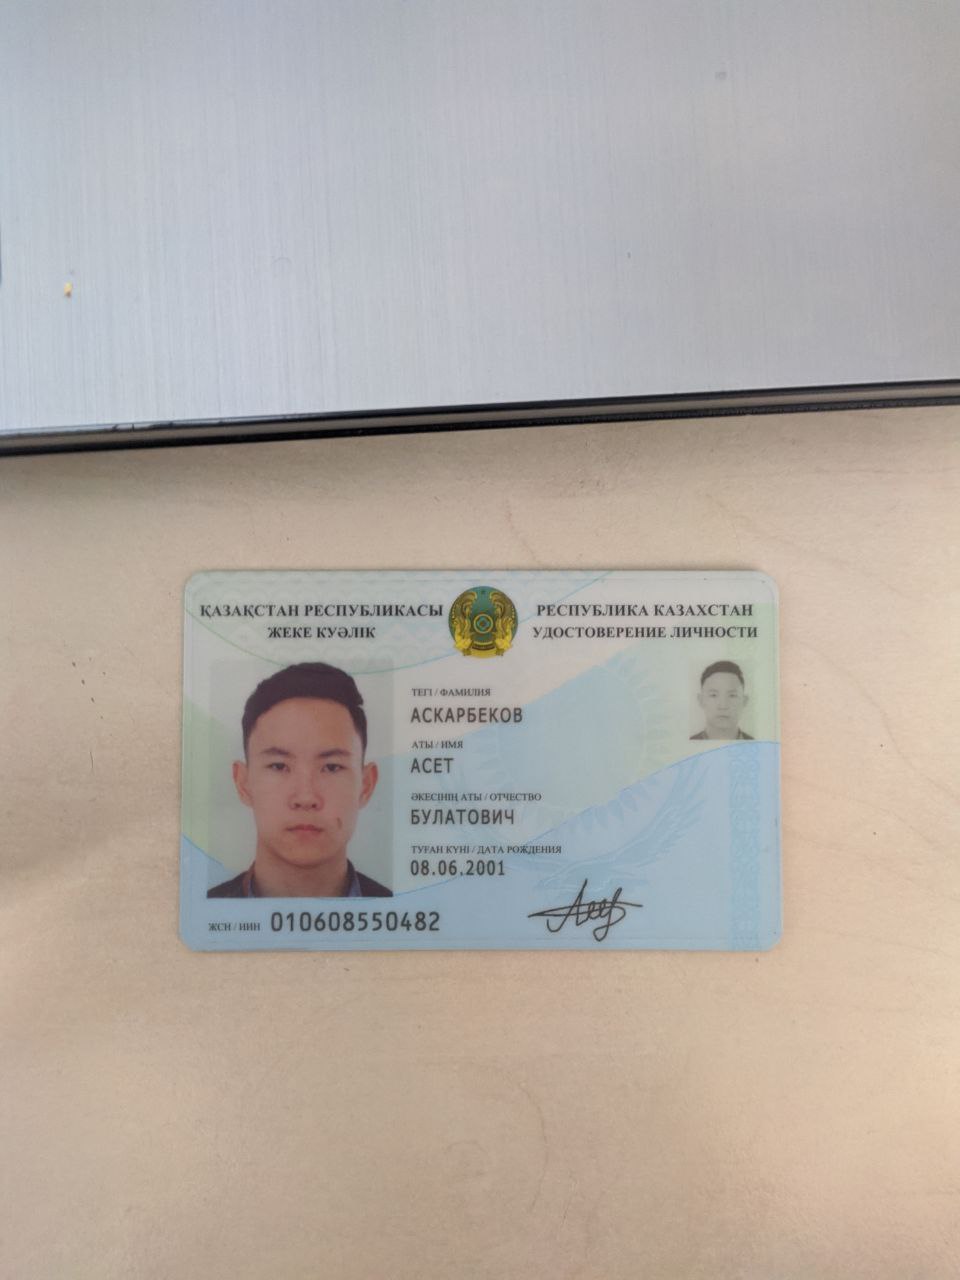 ҚАЗАҚСТАН РЕСПУБЛИКАСЫ
ЖЕКЕ КУӘЛІК
РЕСПУБЛИКА КАЗАХСТАН
УДОСТОВЕРЕНИЕ ЛИЧНОСТИ
ТЕГІ / ФАМИЛИЯ
АСКАРБЕКОВ
АТЫ / ИМЯ
АСЕТ
ӘКЕСІНІҢ АТЫ / ОТЧЕСТВО
БУЛАТОВИЧ
ТУҒАН КҮНІ / ДАТА РОЖДЕНИЯ
08.06.2001
ЖСН / ИИН 010608550482